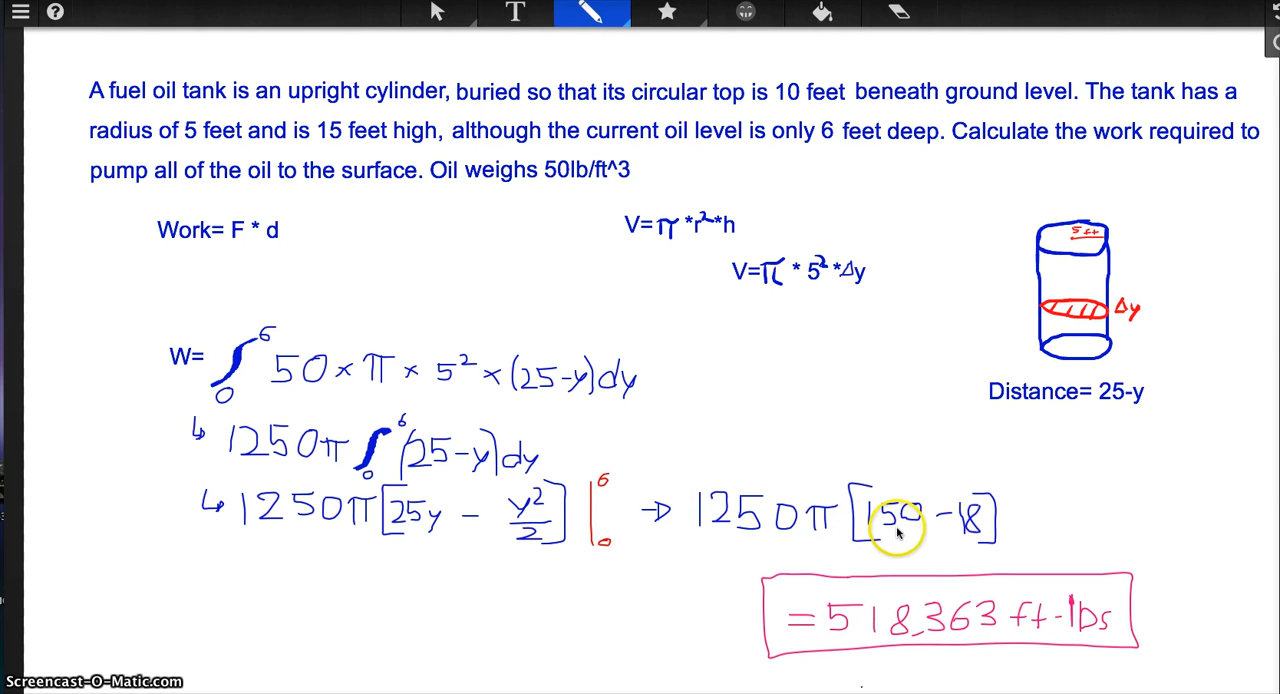 A fuel oil tank is an upright cylinder, buried so that its circular top is 10 feet beneath ground level. The tank has a
radius of 5 feet and is 15 feet high, although the current oil level is only 6 feet deep. Calculate the work required to
pump all of the oil to the surface. Oil weighs 50lb/ft^3
Work= F * d
V=π*r²*h
5 ft
V=π * 5² *Δy
Δy
W= ∫₀⁶ 50 × π × 5² × (25-y)dy
Distance= 25-y
↳ 1250π ∫₀⁶ (25-y)dy
↳ 1250π[25y - y²/2] |₀⁶ → 1250π[150-18]
= 518,363 ft-lbs
Screencast-O-Matic.com